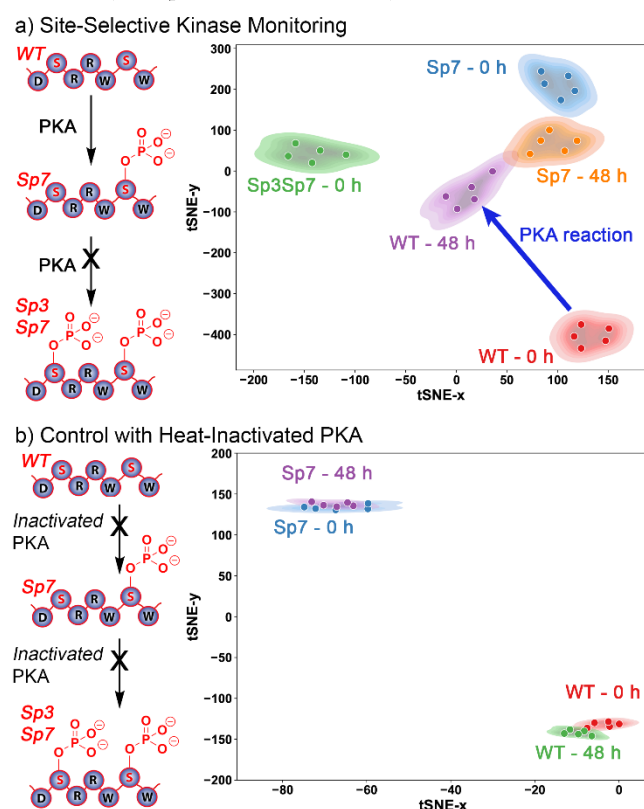 a) Site-Selective Kinase Monitoring
WT
D S R W R W S W
PKA
Sp7
O
P O⊖
O O⊖
D S R W R W S W
PKA
X
Sp3
Sp7
O
P O⊖
O O⊖
O
P O⊖
O O⊖
D S R W R W S W
tSNE-y
300
200
100
0
−100
−200
−300
−400
Sp7 - 0 h
Sp7 - 48 h
Sp3Sp7 - 0 h
WT - 48 h
PKA reaction
WT - 0 h
−200 −150 −100 −50 0 50 100 150
tSNE-x
b) Control with Heat-Inactivated PKA
WT
D S R W R W S W
Inactivated
PKA
X
Sp7
O
P O⊖
O O⊖
D S R W R W S W
Inactivated
PKA
X
Sp3
Sp7
O
P O⊖
O O⊖
O
P O⊖
O O⊖
D S R W R W S W
tSNE-y
200
150
100
50
0
−50
−100
−150
−200
Sp7 - 48 h
Sp7 - 0 h
WT - 0 h
WT - 48 h
−80 −60 −40 −20 0
tSNE-x